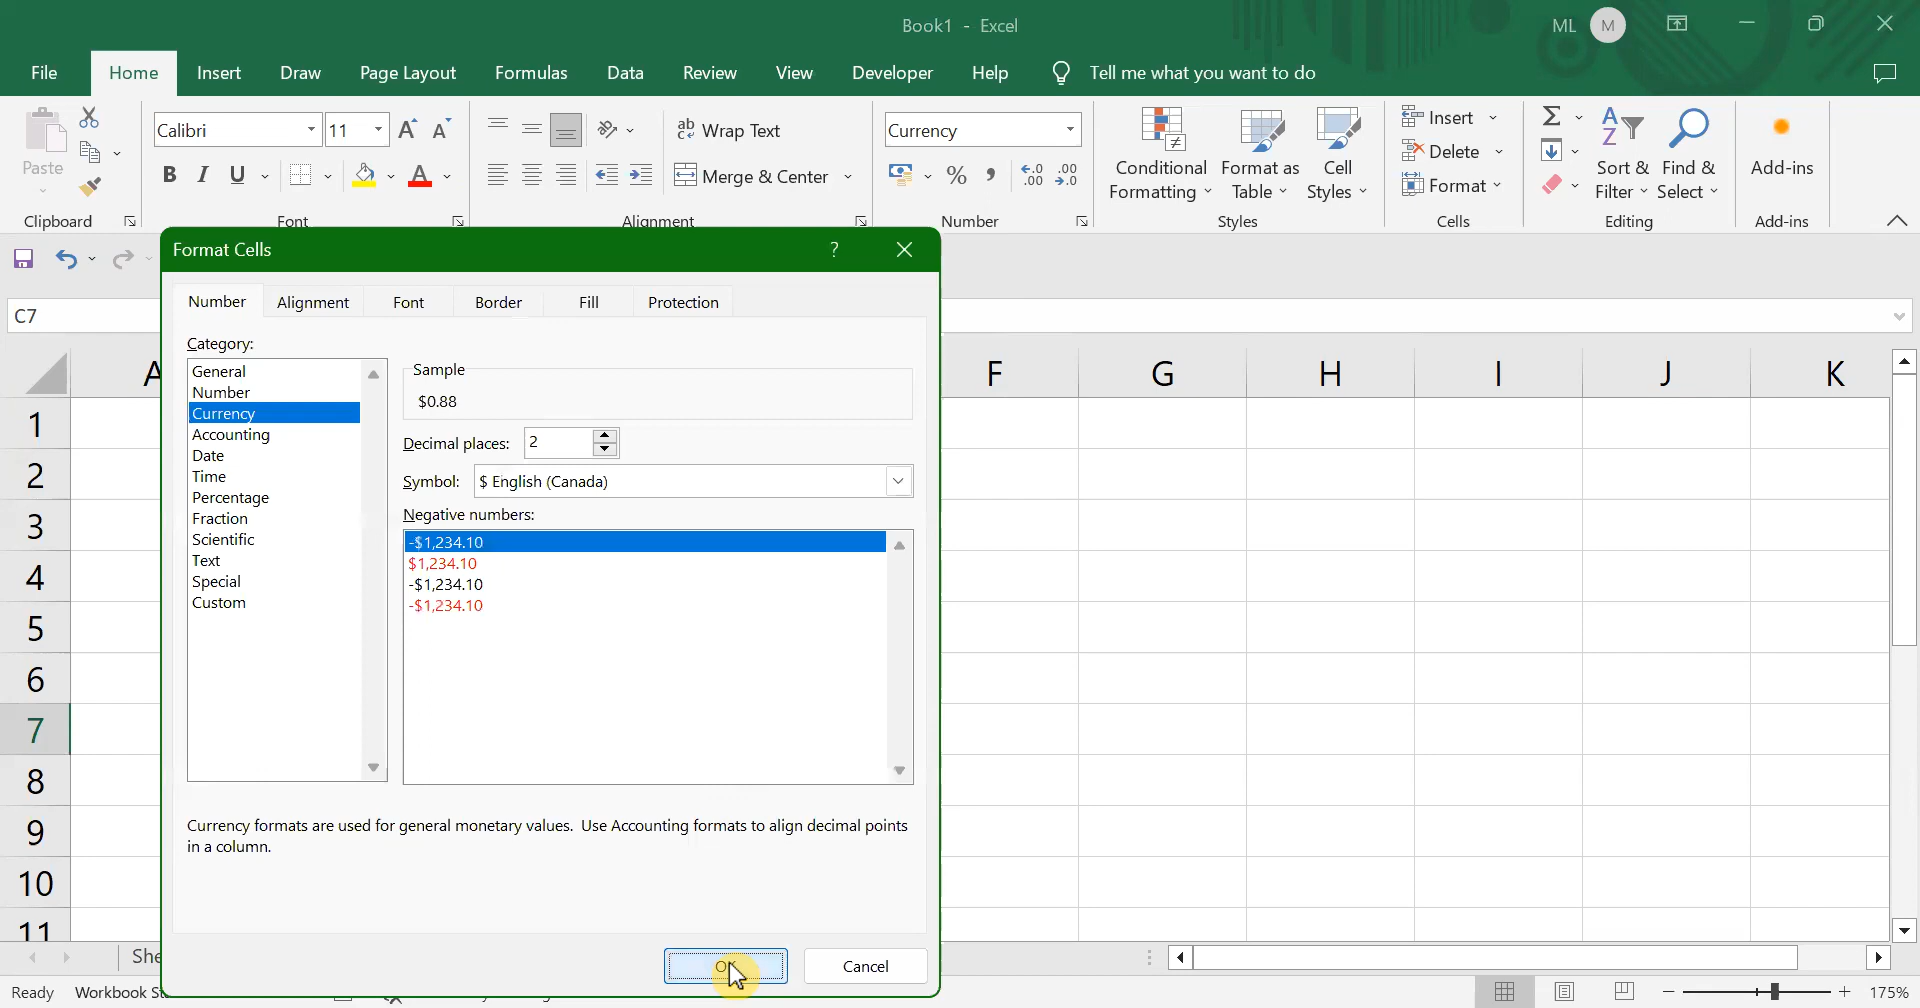 Book1 - Excel
ML M
File Home Insert Draw Page Layout Formulas Data Review View Developer Help Tell me what you want to do
Paste
Clipboard
Calibri 11
B I U
Font
ab Wrap Text
Merge & Center
Alignment
Currency
% ,
Number
Conditional Formatting
Format as Table
Cell Styles
Styles
Insert
Delete
Format
Cells
Sort & Filter
Find & Select
Editing
Add-ins
Add-ins
C7
Format Cells ?
Number Alignment Font Border Fill Protection
Category:
General
Number
Currency
Accounting
Date
Time
Percentage
Fraction
Scientific
Text
Special
Custom
Sample
$0.88
Decimal places: 2
Symbol: $ English (Canada)
Negative numbers:
-$1,234.10
$1,234.10
-$1,234.10
-$1,234.10
Currency formats are used for general monetary values. Use Accounting formats to align decimal points
in a column.
OK Cancel
A F G H I J K
1
2
3
4
5
6
7
8
9
10
11
Ready
175%